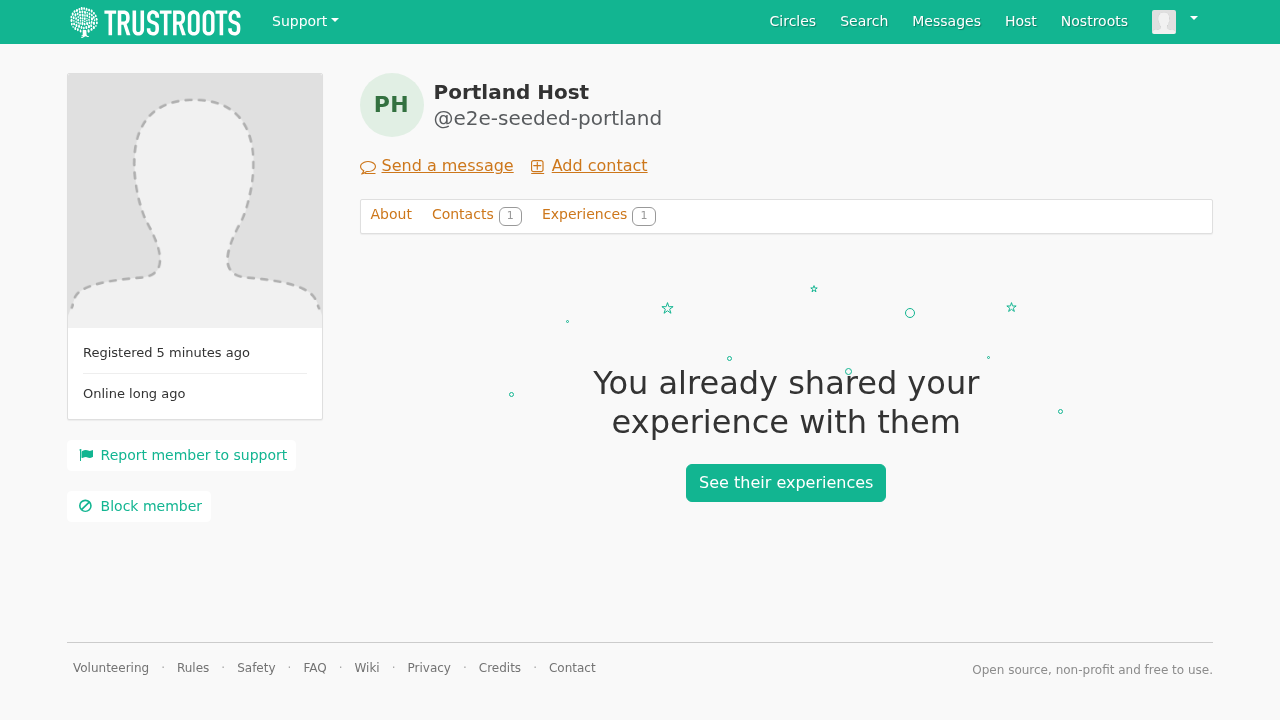 TRUSTROOTS
Support
Circles
Search
Messages
Host
Nostroots
PH
Portland Host
@e2e-seeded-portland
Send a message
Add contact
About
Contacts 1
Experiences 1
Registered 5 minutes ago
Online long ago
Report member to support
Block member
You already shared your
experience with them
See their experiences
Volunteering · Rules · Safety · FAQ · Wiki · Privacy · Credits · Contact
Open source, non-profit and free to use.